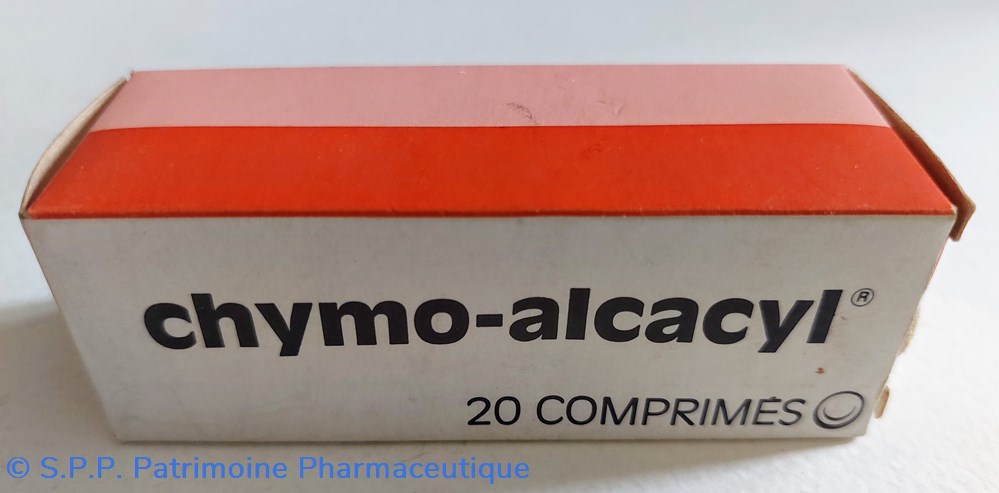 chymo-alcacyl®
20 COMPRIMÉS
© S.P.P. Patrimoine Pharmaceutique